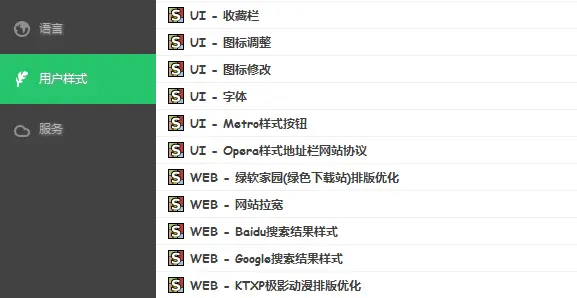 语言
用户样式
服务
UI - 收藏栏
UI - 图标调整
UI - 图标修改
UI - 字体
UI - Metro样式按钮
UI - Opera样式地址栏网站协议
WEB - 绿软家园(绿色下载站)排版优化
WEB - 网站拉宽
WEB - Baidu搜索结果样式
WEB - Google搜索结果样式
WEB - KTXP极影动漫排版优化